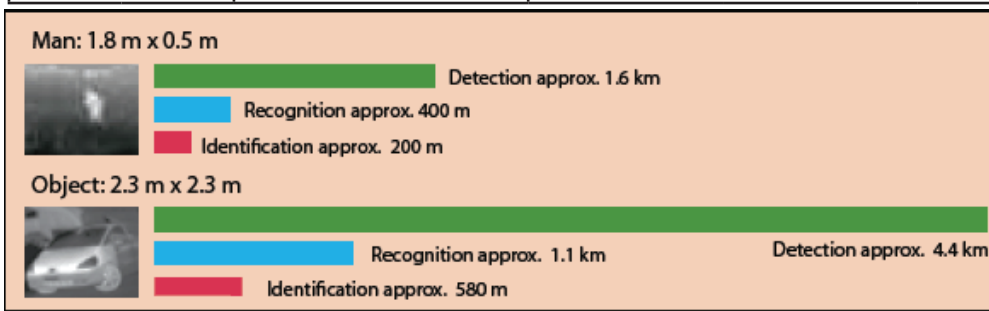 Man: 1.8 m x 0.5 m
Detection approx. 1.6 km
Recognition approx. 400 m
Identification approx. 200 m
Object: 2.3 m x 2.3 m
Detection approx. 4.4 km
Recognition approx. 1.1 km
Identification approx. 580 m